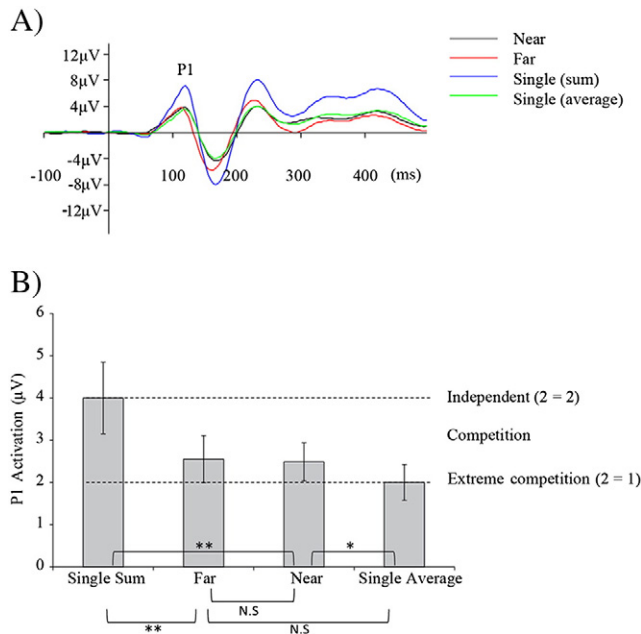 A)
12μV
8μV
4μV
-4μV
-8μV
-12μV
P1
-100
100
200
300
400
(ms)
Near
Far
Single (sum)
Single (average)
B)
P1 Activation (μV)
6
5
4
3
2
1
0
Independent (2 = 2)
Competition
Extreme competition (2 = 1)
**
*
Single Sum
Far
Near
Single Average
N.S
**
N.S